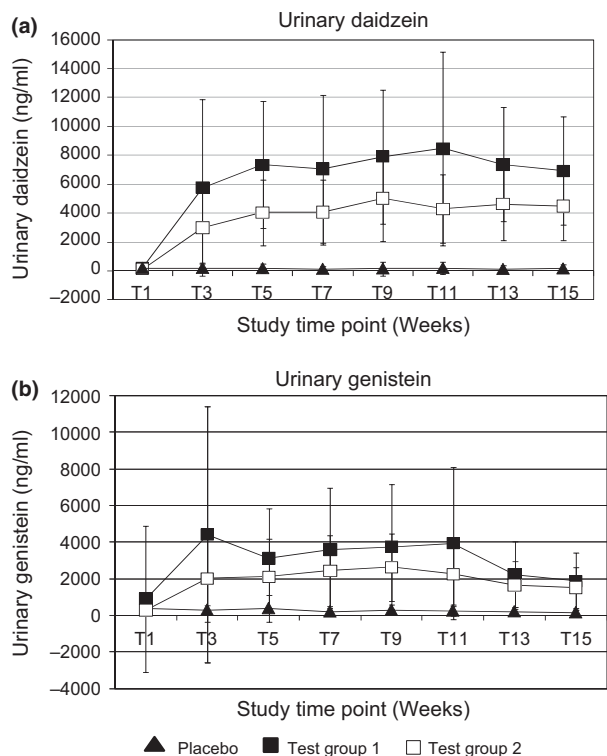 (a)
Urinary daidzein
Urinary daidzein (ng/ml)
16000
14000
12000
10000
8000
6000
4000
2000
0
–2000
T1 T3 T5 T7 T9 T11 T13 T15
Study time point (Weeks)
(b)
Urinary genistein
Urinary genistein (ng/ml)
12000
10000
8000
6000
4000
2000
0
–2000
–4000
T1 T3 T5 T7 T9 T11 T13 T15
Study time point (Weeks)
Placebo Test group 1 Test group 2